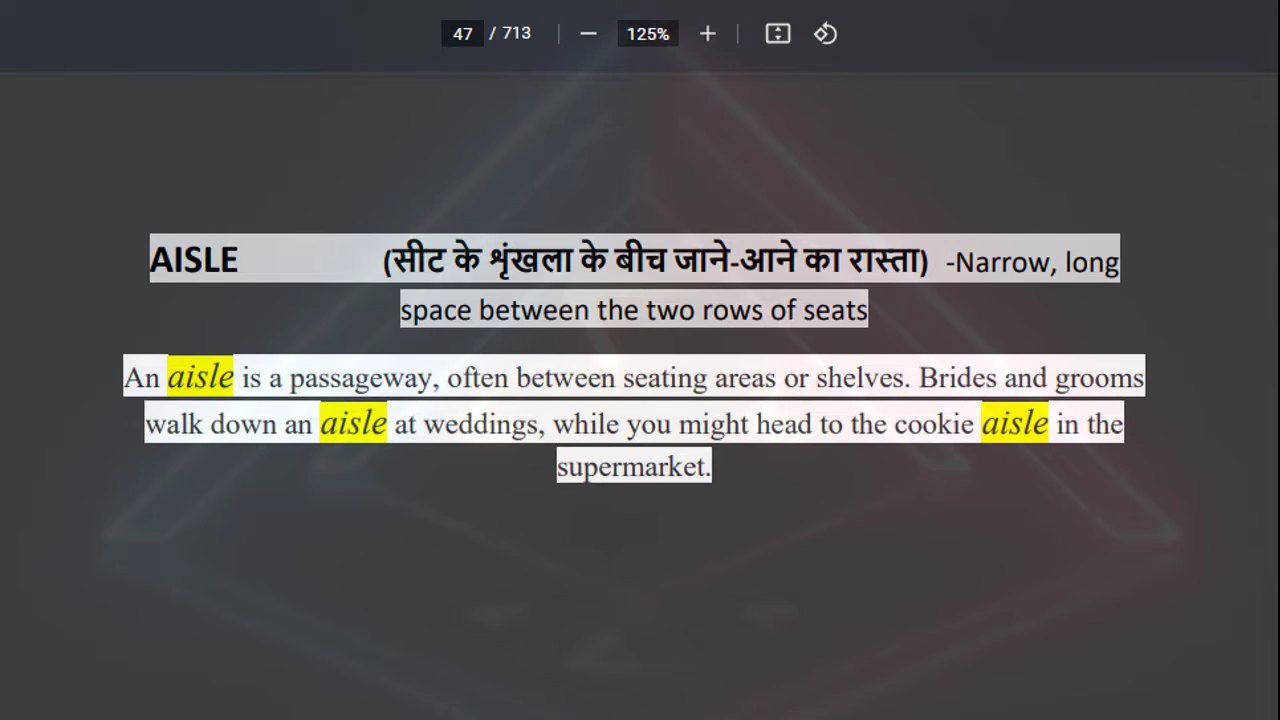 47 / 713 125%
AISLE (सीट के शृंखला के बीच जाने-आने का रास्ता) -Narrow, long
space between the two rows of seats
An aisle is a passageway, often between seating areas or shelves. Brides and grooms
walk down an aisle at weddings, while you might head to the cookie aisle in the
supermarket.